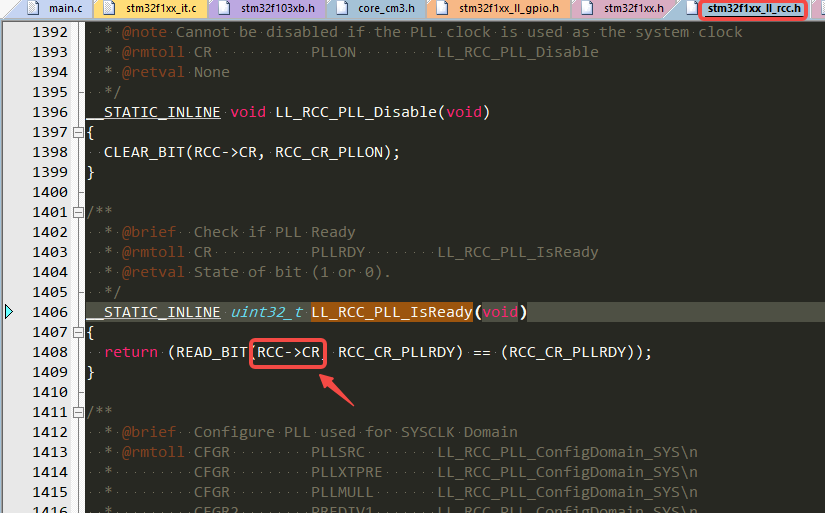 main.c stm32f1xx_it.c stm32f103xb.h core_cm3.h stm32f1xx_ll_gpio.h stm32f1xx.h stm32f1xx_ll_rcc.h
1392 * @note Cannot be disabled if the PLL clock is used as the system clock
1393 * @rmtoll CR PLLON LL_RCC_PLL_Disable
1394 * @retval None
1395 */
1396 __STATIC_INLINE void LL_RCC_PLL_Disable(void)
1397 {
1398 CLEAR_BIT(RCC->CR, RCC_CR_PLLON);
1399 }
1400
1401 /**
1402 * @brief Check if PLL Ready
1403 * @rmtoll CR PLLRDY LL_RCC_PLL_IsReady
1404 * @retval State of bit (1 or 0).
1405 */
1406 __STATIC_INLINE uint32_t LL_RCC_PLL_IsReady(void)
1407 {
1408 return (READ_BIT(RCC->CR, RCC_CR_PLLRDY) == (RCC_CR_PLLRDY));
1409 }
1410
1411 /**
1412 * @brief Configure PLL used for SYSCLK Domain
1413 * @rmtoll CFGR PLLSRC LL_RCC_PLL_ConfigDomain_SYS\n
1414 * CFGR PLLXTPRE LL_RCC_PLL_ConfigDomain_SYS\n
1415 * CFGR PLLMULL LL_RCC_PLL_ConfigDomain_SYS\n
1416 * CFGR2 PREDIV1 LL_RCC_PLL_ConfigDomain_SYS\n